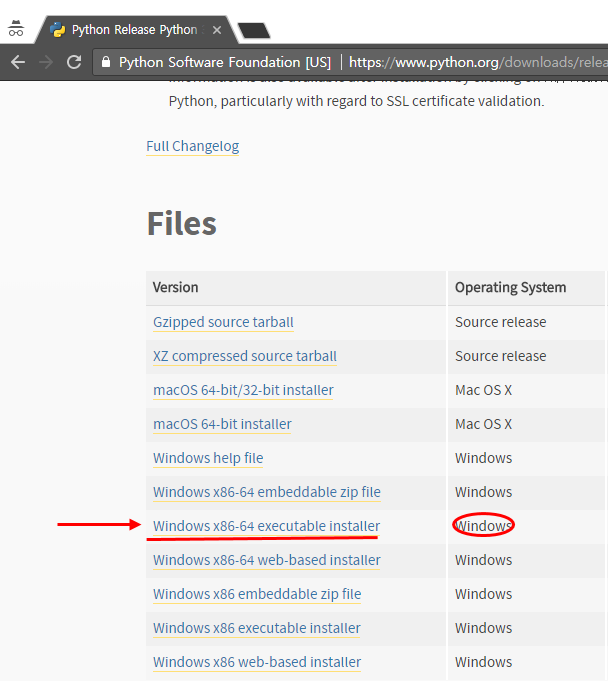 Python Release Python
Python Software Foundation [US] | https://www.python.org/downloads/relea
Python, particularly with regard to SSL certificate validation.
Full Changelog
Files
Version Operating System
Gzipped source tarball Source release
XZ compressed source tarball Source release
macOS 64-bit/32-bit installer Mac OS X
macOS 64-bit installer Mac OS X
Windows help file Windows
Windows x86-64 embeddable zip file Windows
Windows x86-64 executable installer Windows
Windows x86-64 web-based installer Windows
Windows x86 embeddable zip file Windows
Windows x86 executable installer Windows
Windows x86 web-based installer Windows